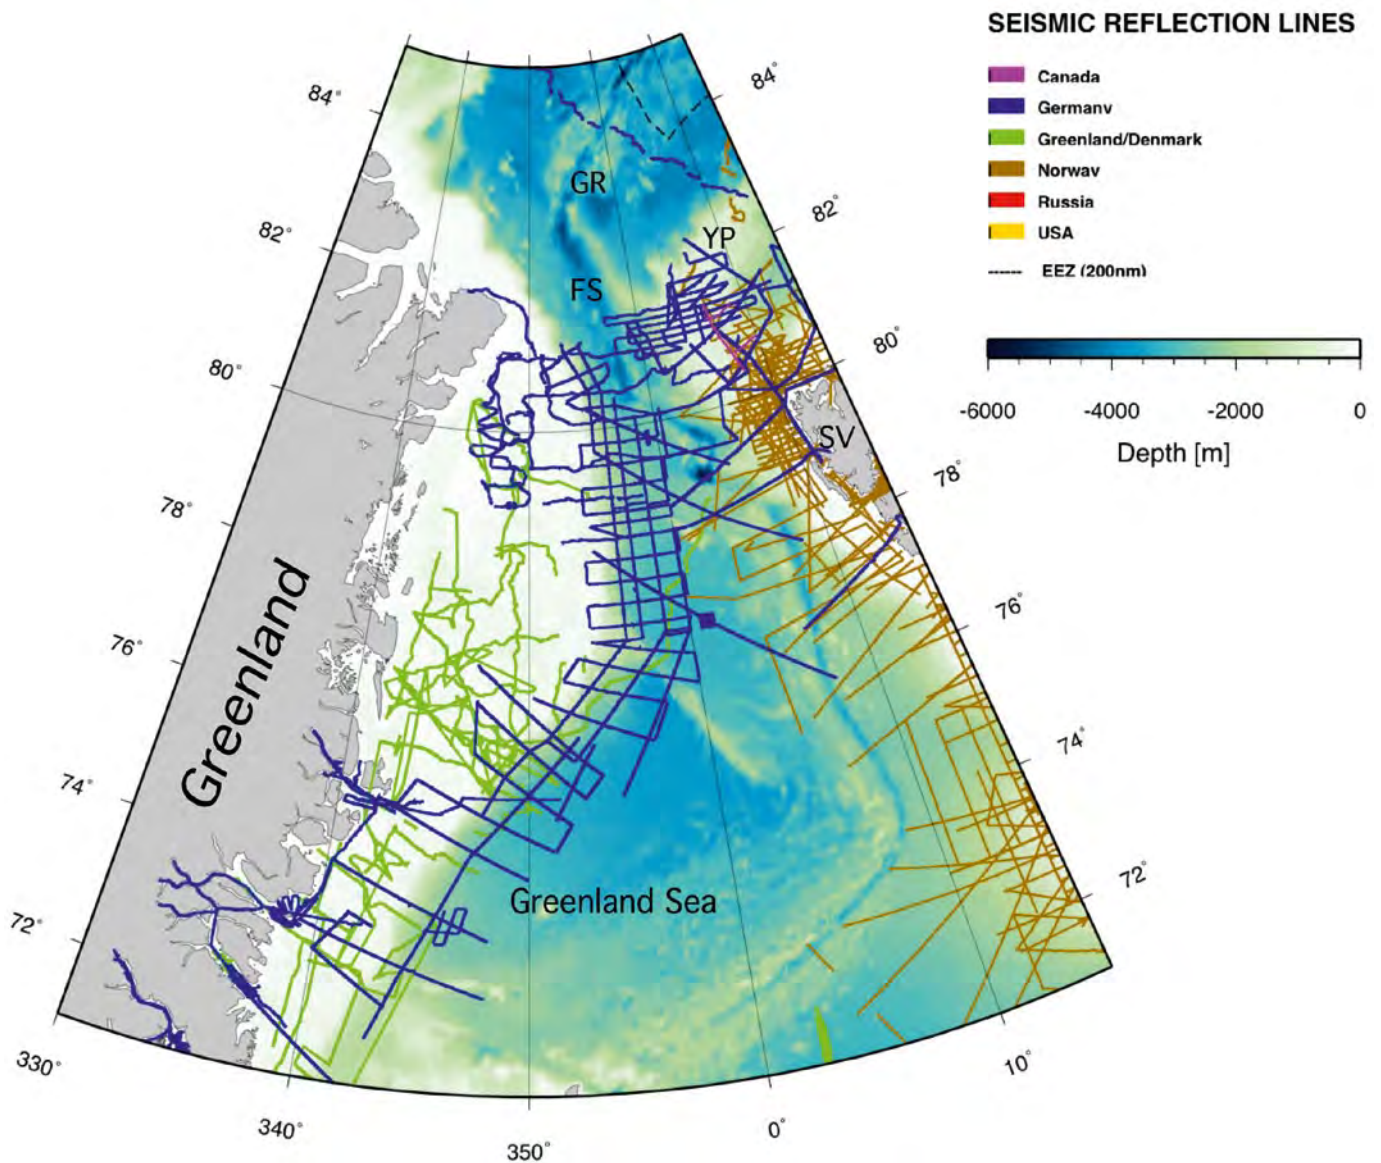 SEISMIC REFLECTION LINES
Canada
Germanv
Greenland/Denmark
Norwav
Russia
USA
EEZ (200nm)
-6000 -4000 -2000 0
Depth [m]
84° 84°
GR
82° 82°
YP
FS
80° 80°
SV
78° 78°
Greenland
76° 76°
74° 74°
72° 72°
Greenland Sea
330° 340° 350° 0° 10°